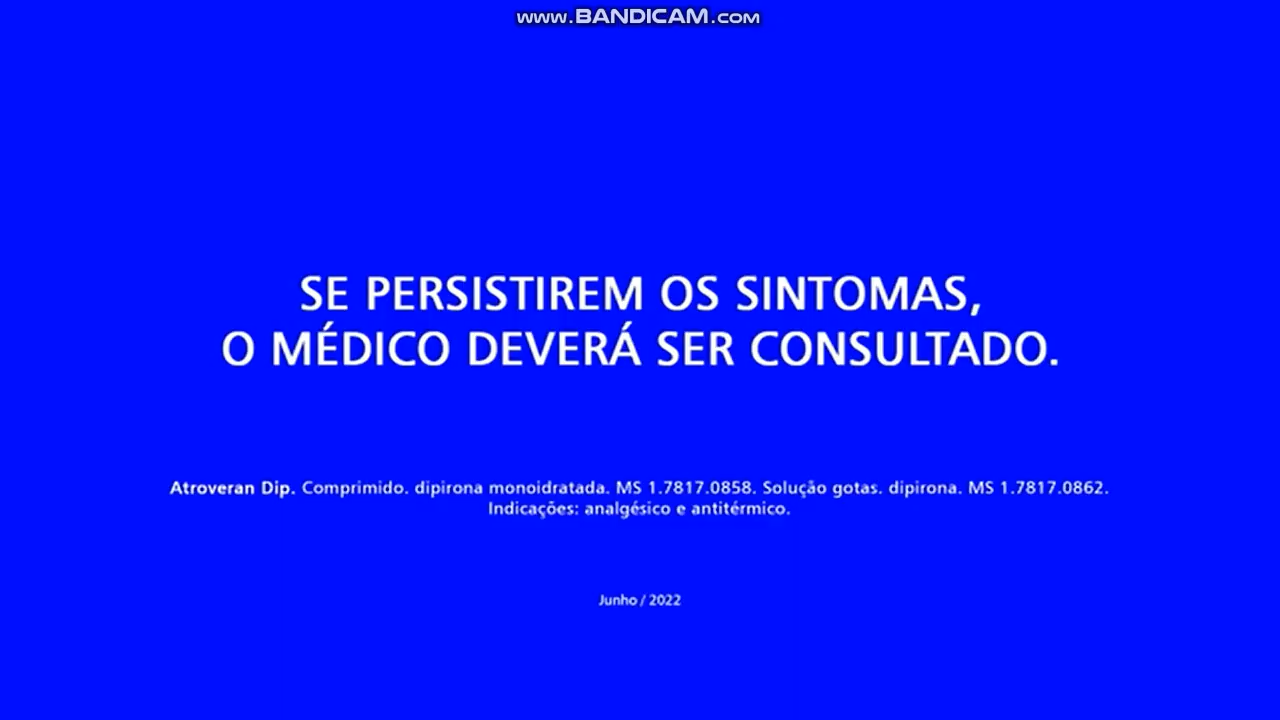 www.BANDICAM.com
SE PERSISTIREM OS SINTOMAS,
O MÉDICO DEVERÁ SER CONSULTADO.
Atroveran Dip. Comprimido. dipirona monoidratada. MS 1.7817.0858. Solução gotas. dipirona. MS 1.7817.0862.
Indicações: analgésico e antitérmico.
Junho / 2022